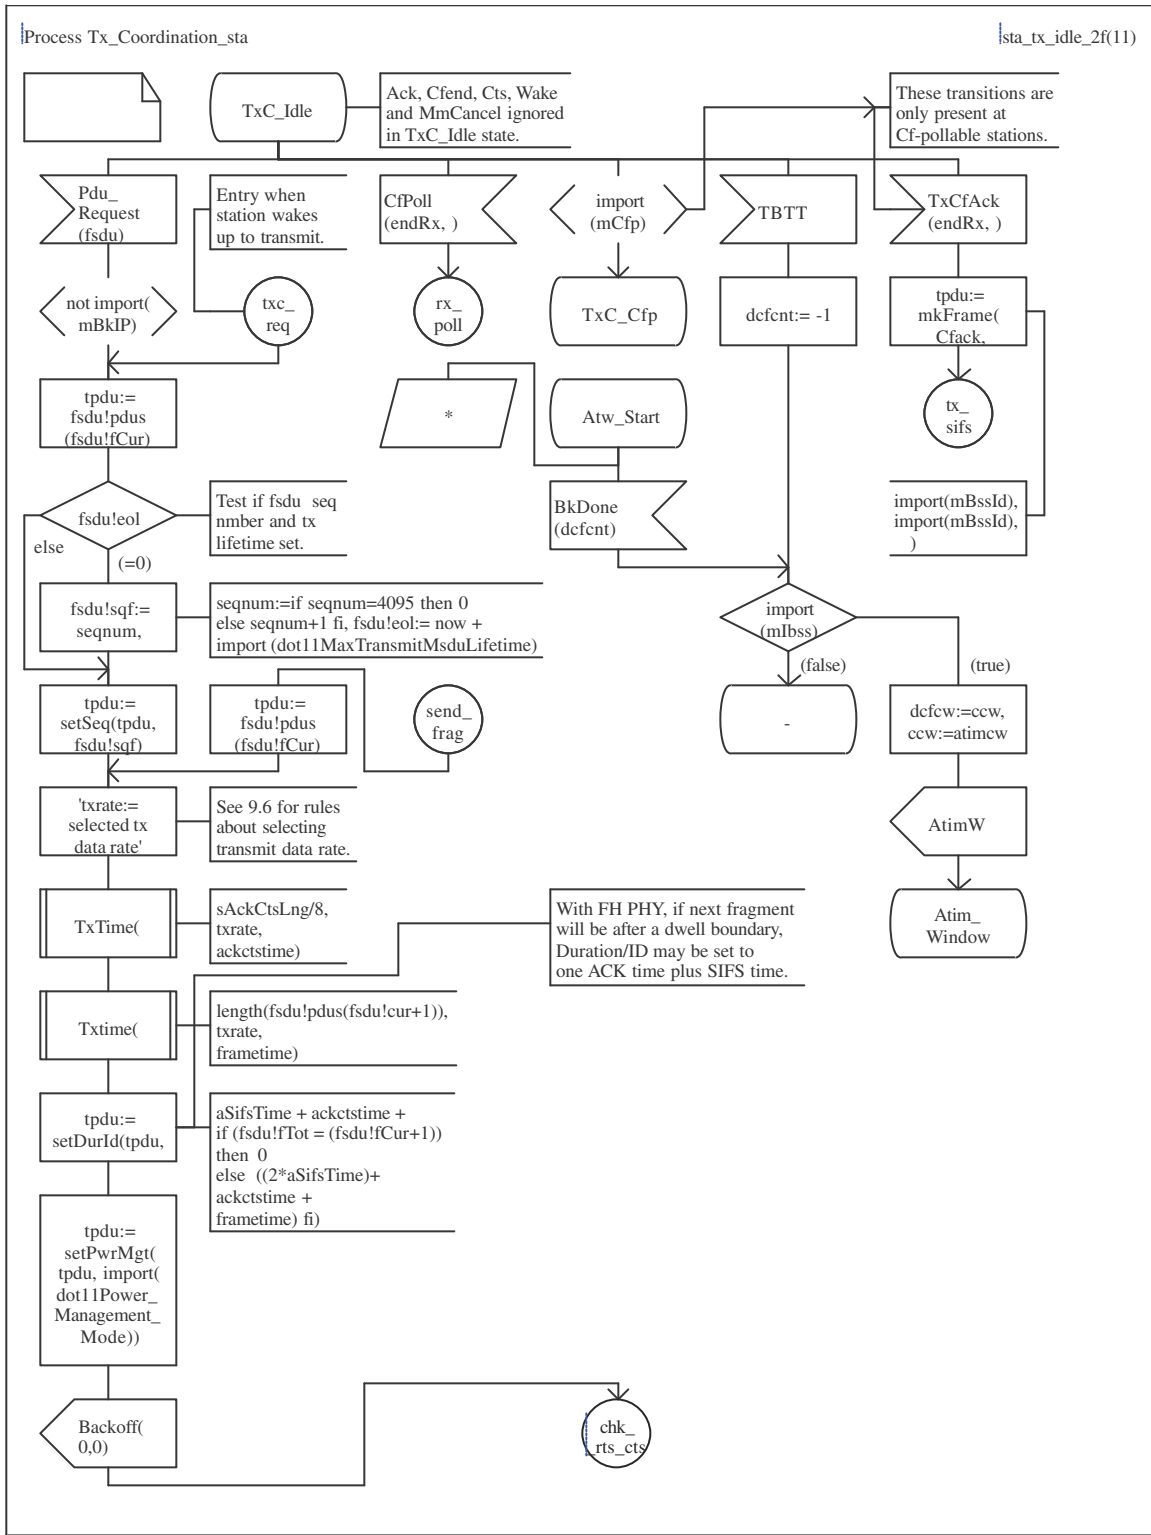 Process Tx_Coordination_sta
sta_tx_idle_2f(11)
TxC_Idle
Ack, Cfend, Cts, Wake
and MmCancel ignored
in TxC_Idle state.
These transitions are
only present at
Cf-pollable stations.
Pdu_
Request
(fsdu)
Entry when
station wakes
up to transmit.
CfPoll
(endRx, )
import
(mCfp)
TBTT
TxCfAck
(endRx, )
not import(
mBkIP)
txc_
req
rx_
poll
TxC_Cfp
dcfcnt:= -1
tpdu:=
mkFrame(
Cfack,
tpdu:=
fsdu!pdus
(fsdu!fCur)
*
Atw_Start
tx_
sifs
fsdu!eol
else
(=0)
Test if fsdu seq
nmber and tx
lifetime set.
BkDone
(dcfcnt)
import(mBssId),
import(mBssId),
)
fsdu!sqf:=
seqnum,
seqnum:=if seqnum=4095 then 0
else seqnum+1 fi, fsdu!eol:= now +
import (dot11MaxTransmitMsduLifetime)
import
(mIbss)
(false)
(true)
tpdu:=
setSeq(tpdu,
fsdu!sqf)
tpdu:=
fsdu!pdus
(fsdu!fCur)
send_
frag
-
dcfcw:=ccw,
ccw:=atimcw
'txrate:=
selected tx
data rate'
See 9.6 for rules
about selecting
transmit data rate.
AtimW
TxTime(
sAckCtsLng/8,
txrate,
ackctstime)
With FH PHY, if next fragment
will be after a dwell boundary,
Duration/ID may be set to
one ACK time plus SIFS time.
Atim_
Window
Txtime(
length(fsdu!pdus(fsdu!cur+1)),
txrate,
frametime)
tpdu:=
setDurId(tpdu,
aSifsTime + ackctstime +
if (fsdu!fTot = (fsdu!fCur+1))
then 0
else ((2*aSifsTime)+
ackctstime +
frametime) fi)
tpdu:=
setPwrMgt(
tpdu, import(
dot11Power_
Management_
Mode))
Backoff(
0,0)
chk_
_rts_cts